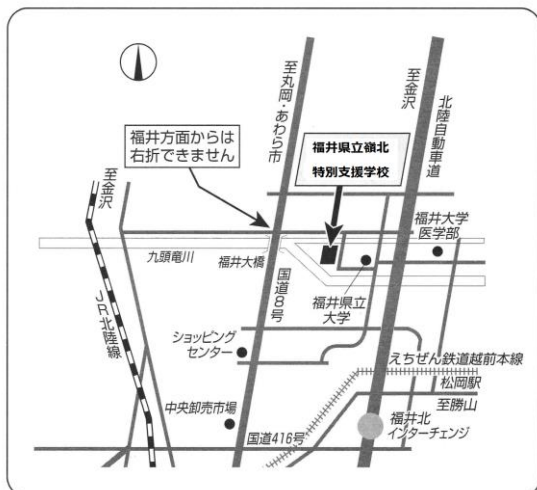 至丸岡・あわら市
至金沢
北陸自動車道
福井方面からは
右折できません
福井県立嶺北
特別支援学校
至金沢
福井大学
医学部
九頭竜川
福井大橋
国道8号
福井県立
大学
JR北陸線
ショッピング
センター
えちぜん鉄道越前本線
松岡駅
至勝山
中央卸売市場
福井北
インターチェンジ
国道416号